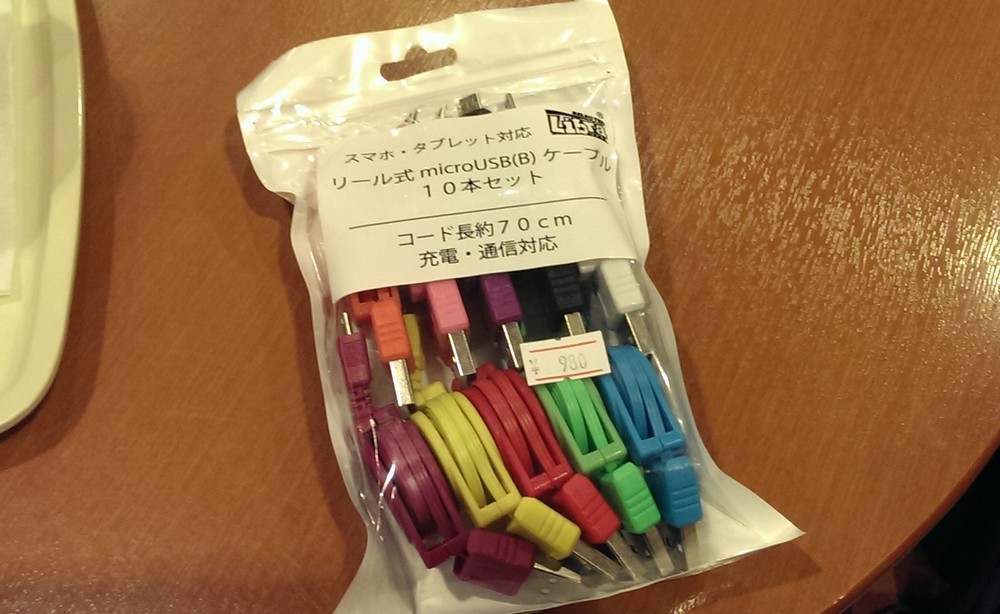 Libra
スマホ・タブレット対応
リール式 microUSB(B) ケーブル
１０本セット
コード長約７０ｃｍ
充電・通信対応
¥ 980